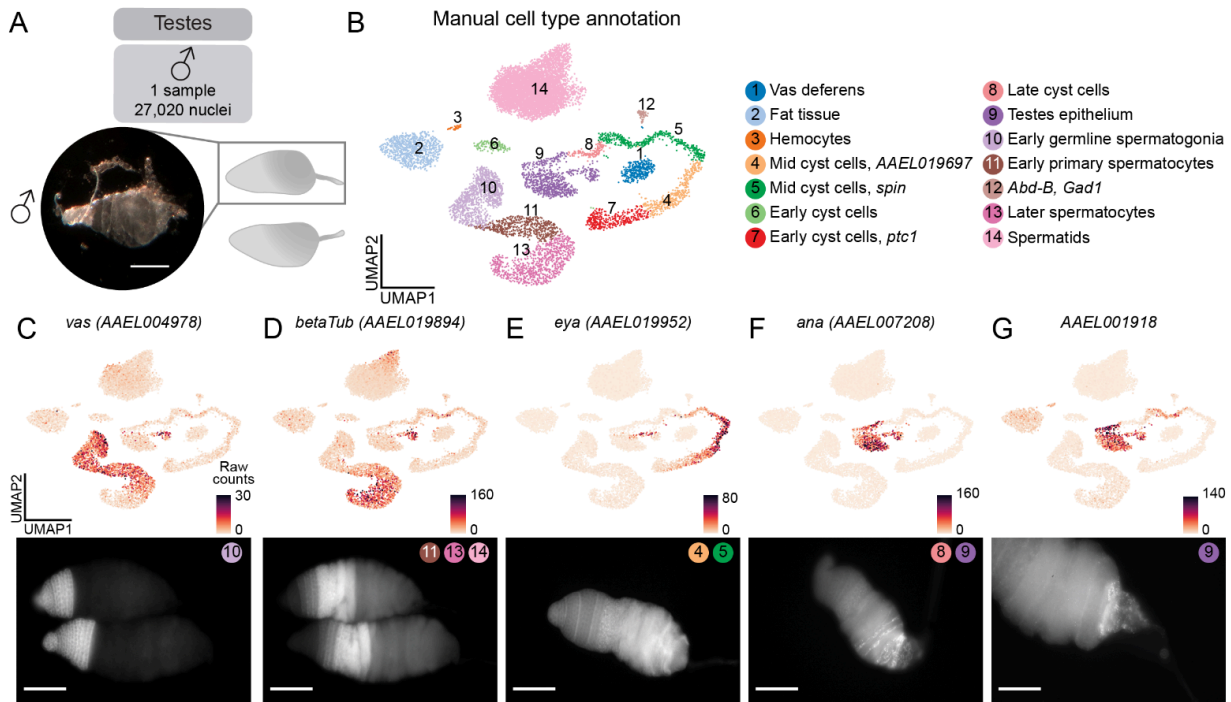 A
Testes
♂
1 sample
27,020 nuclei
♂
B
Manual cell type annotation
14
12
3
5
8
1
9
6
2
10
4
7
11
13
UMAP2
UMAP1
1 Vas deferens
2 Fat tissue
3 Hemocytes
4 Mid cyst cells, AAEL019697
5 Mid cyst cells, spin
6 Early cyst cells
7 Early cyst cells, ptc1
8 Late cyst cells
9 Testes epithelium
10 Early germline spermatogonia
11 Early primary spermatocytes
12 Abd-B, Gad1
13 Later spermatocytes
14 Spermatids
C
vas (AAEL004978)
UMAP2
UMAP1
Raw
counts
30
0
10
D
betaTub (AAEL019894)
160
0
11 13 14
E
eya (AAEL019952)
80
0
4 5
F
ana (AAEL007208)
160
0
8 9
G
AAEL001918
140
0
9